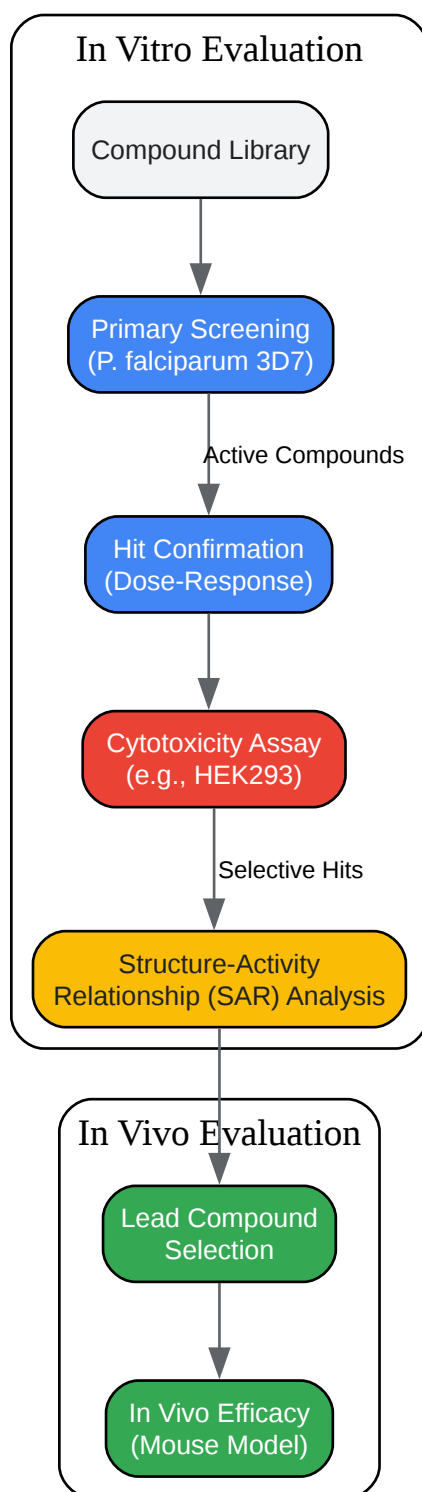 In Vitro Evaluation
Compound Library
Primary Screening
(P. falciparum 3D7)
Active Compounds
Hit Confirmation
(Dose-Response)
Cytotoxicity Assay
(e.g., HEK293)
Selective Hits
Structure-Activity
Relationship (SAR) Analysis
In Vivo Evaluation
Lead Compound
Selection
In Vivo Efficacy
(Mouse Model)